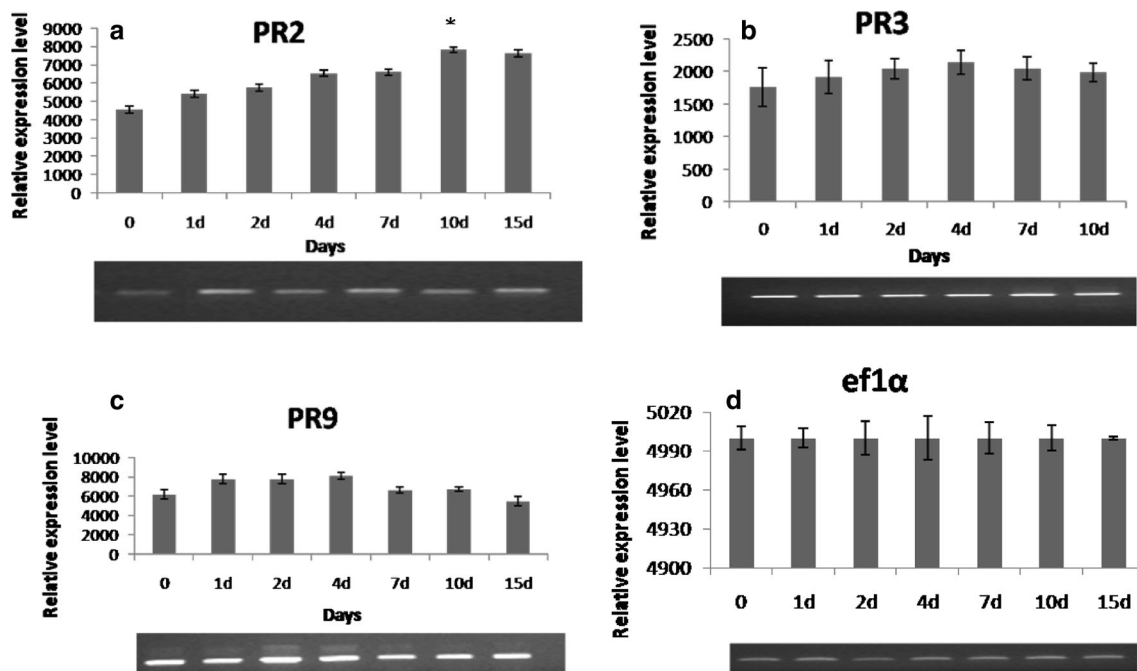 a
PR2
*
Relative expression level
9000
8000
7000
6000
5000
4000
3000
2000
1000
0
0 1d 2d 4d 7d 10d 15d
Days
b
PR3
Relative expression level
2500
2000
1500
1000
500
0
0 1d 2d 4d 7d 10d
Days
c
PR9
Relative expression level
10000
8000
6000
4000
2000
0
0 1d 2d 4d 7d 10d 15d
Days
ef1α
d
Relative expression level
5020
4990
4960
4930
4900
0 1d 2d 4d 7d 10d 15d